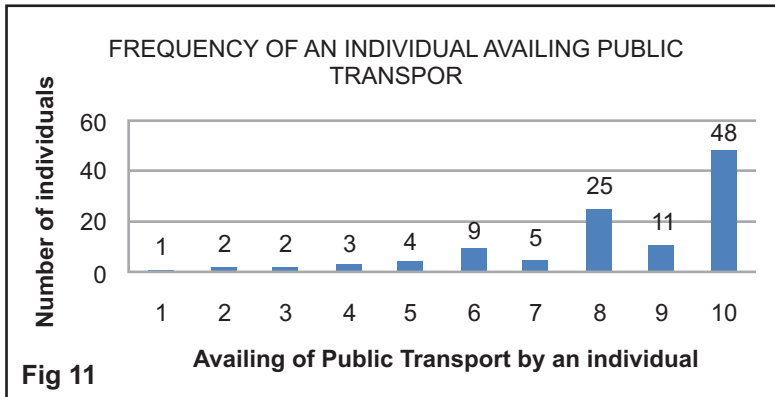 FREQUENCY OF AN INDIVIDUAL AVAILING PUBLIC
TRANSPOR
Number of individuals
60
40
20
0
1
2
2
3
4
9
5
25
11
48
1 2 3 4 5 6 7 8 9 10
Availing of Public Transport by an individual
Fig 11